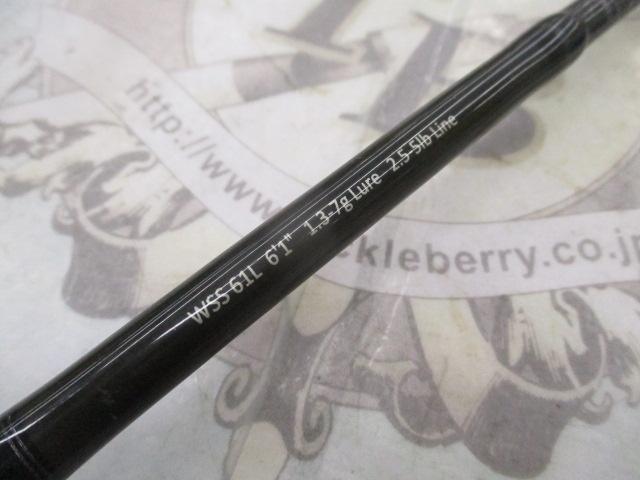 http://www.
ckleberry.co.jp
WSS 61L 6'1" 1.3-7g Lure 2.5-5lb Line